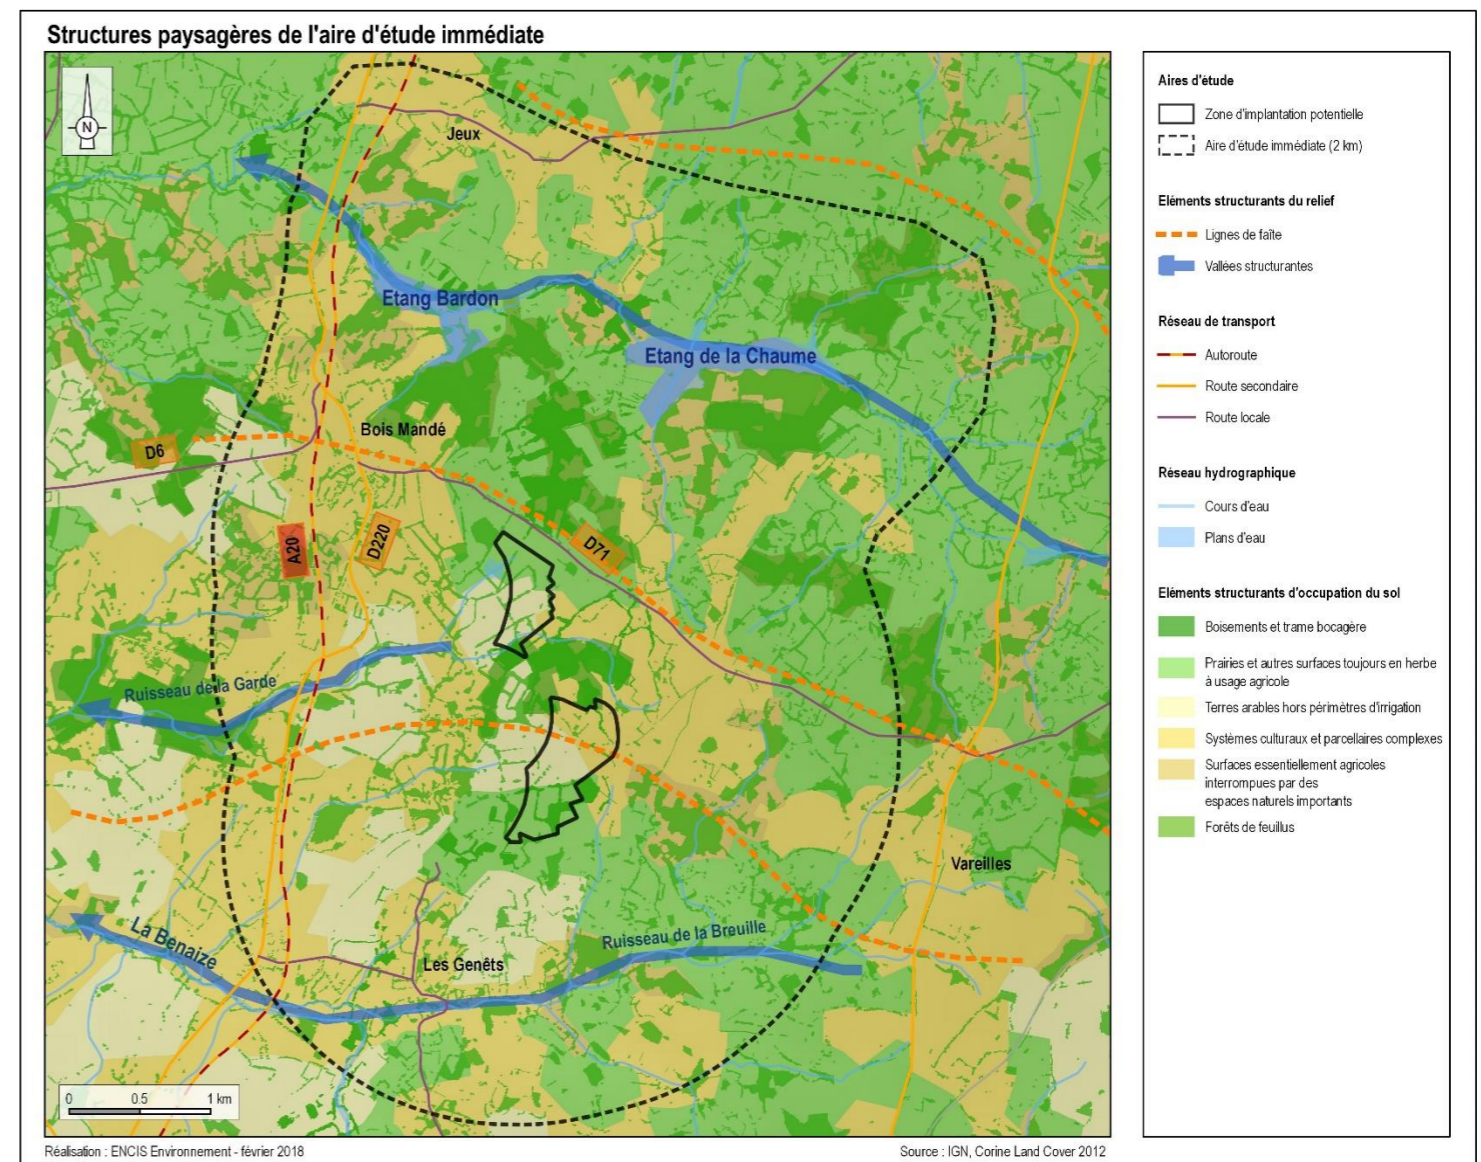 Structures paysagères de l'aire d'étude immédiate
N
Jeux
Etang Bardon
Etang de la Chaume
Bois Mandé
D6
A20
D220
D71
Ruisseau de la Garde
Vareilles
La Benaize
Les Genêts
Ruisseau de la Breuille
0 0.5 1 km
Réalisation : ENCIS Environnement - février 2018
Source : IGN, Corine Land Cover 2012
Aires d'étude
Zone d'implantation potentielle
Aire d'étude immédiate (2 km)
Eléments structurants du relief
Lignes de faîte
Vallées structurantes
Réseau de transport
Autoroute
Route secondaire
Route locale
Réseau hydrographique
Cours d'eau
Plans d'eau
Eléments structurants d'occupation du sol
Boisements et trame bocagère
Prairies et autres surfaces toujours en herbe
à usage agricole
Terres arables hors périmètres d'irrigation
Systèmes culturaux et parcellaires complexes
Surfaces essentiellement agricoles
interrompues par des
espaces naturels importants
Forêts de feuillus